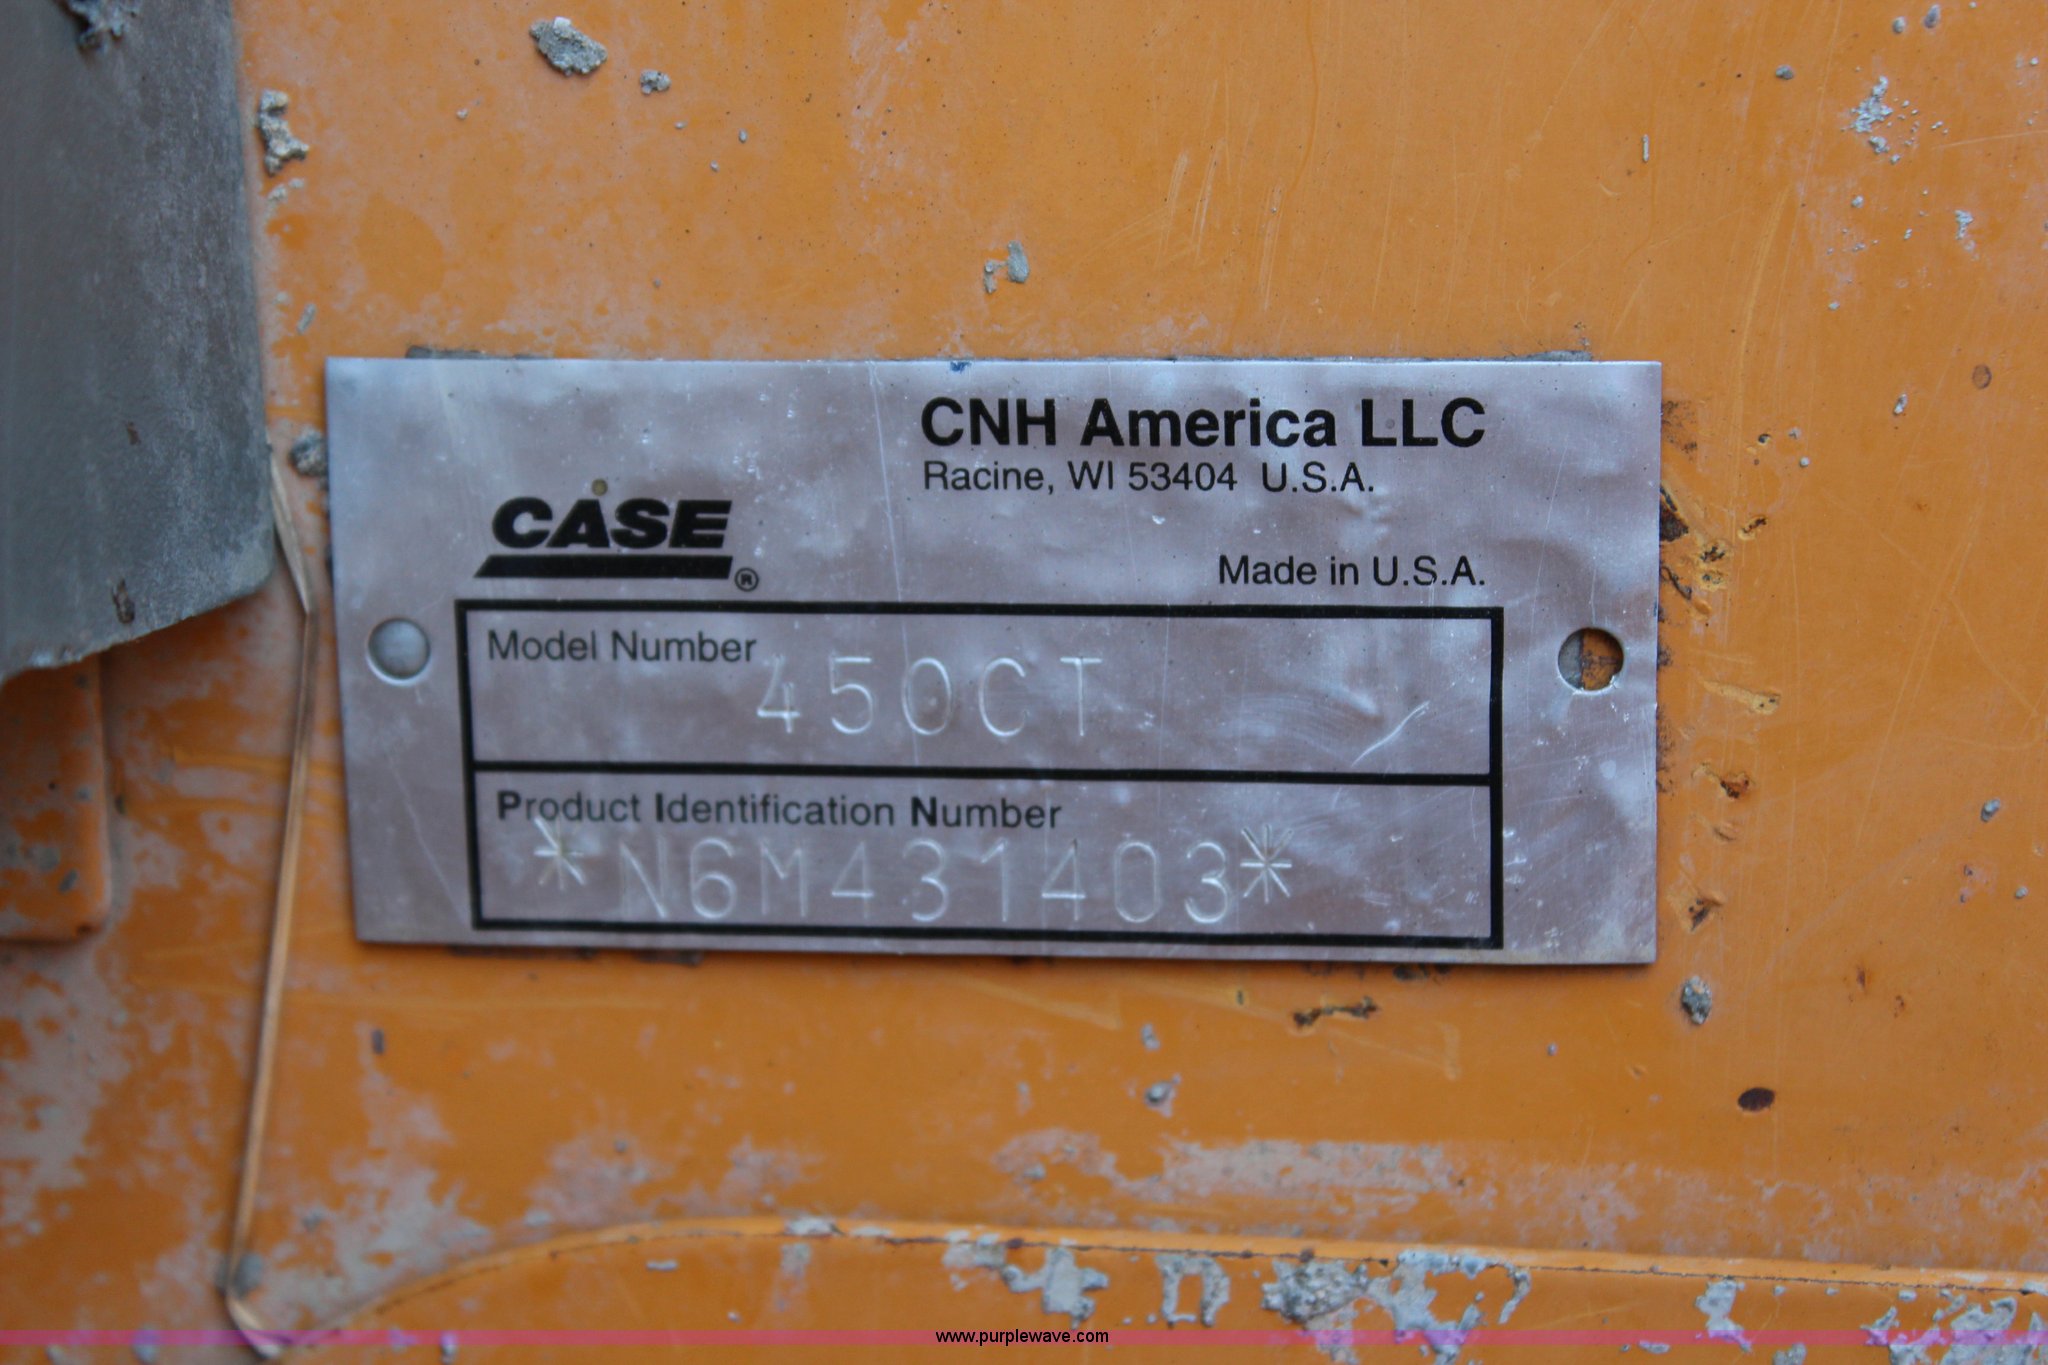 CNH America LLC
Racine, WI 53404 U.S.A.
CASE®
Made in U.S.A.
Model Number
450CT
Product Identification Number
*N6M431403*
www.purplewave.com